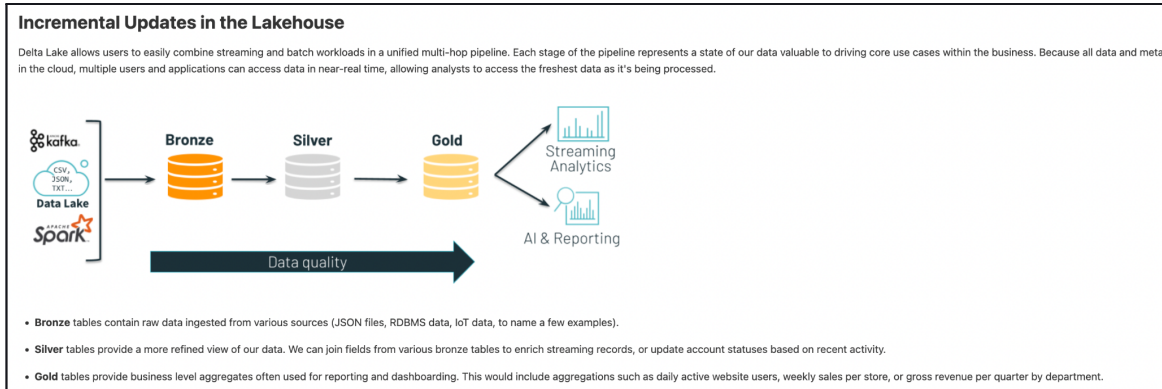 Incremental Updates in the Lakehouse
Delta Lake allows users to easily combine streaming and batch workloads in a unified multi-hop pipeline. Each stage of the pipeline represents a state of our data valuable to driving core use cases within the business. Because all data and meta
in the cloud, multiple users and applications can access data in near-real time, allowing analysts to access the freshest data as it's being processed.
kafka.
CSV,
JSON,
TXT...
Data Lake
APACHE
Spark
Bronze
Silver
Gold
Streaming
Analytics
AI & Reporting
Data quality
• Bronze tables contain raw data ingested from various sources (JSON files, RDBMS data, IoT data, to name a few examples).
• Silver tables provide a more refined view of our data. We can join fields from various bronze tables to enrich streaming records, or update account statuses based on recent activity.
• Gold tables provide business level aggregates often used for reporting and dashboarding. This would include aggregations such as daily active website users, weekly sales per store, or gross revenue per quarter by department.